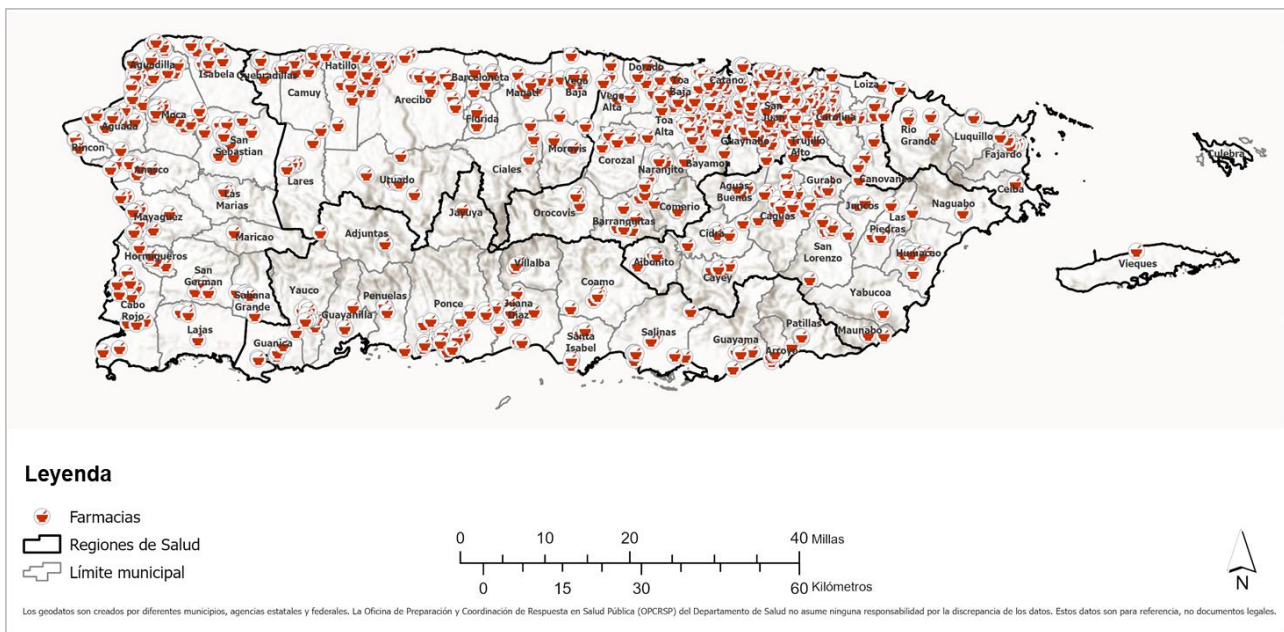 Aguadilla
Isabela
Quebradillas
Hatillo
Camuy
Arecibo
Barceloneta
Manati
Florida
Vega
Baja
Vega
Alta
Dorado
Toa
Baja
Catano
Toa
Alta
San
Juan
Carolina
Loiza
Guaynabo
Trujillo
Alto
Bayamon
Rio
Grande
Luquillo
Fajardo
Culebra
Ceiba
Canovanas
Aguada
Moca
Rincon
San
Sebastian
Anasco
Lares
Utuado
Ciales
Morovis
Corozal
Naranjito
Las
Marias
Mayaguez
Maricao
Adjuntas
Jayuya
Orocovis
Barranquitas
Comerio
Aguas
Buenas
Gurabo
Caguas
Juncos
Las
Piedras
Naguabo
Humacao
Vieques
Hormigueros
San
German
Sabana
Grande
Cabo
Rojo
Lajas
Yauco
Guanica
Guayanilla
Penuelas
Ponce
Juana
Diaz
Villalba
Coamo
Aibonito
Cidra
Cayey
San
Lorenzo
Yabucoa
Maunabo
Patillas
Arroyo
Guayama
Salinas
Santa
Isabel
Leyenda
Farmacias
Regiones de Salud
Límite municipal
0 10 20 40 Millas
0 15 30 60 Kilómetros
N
Los geodatos son creados por diferentes municipios, agencias estatales y federales. La Oficina de Preparación y Coordinación de Respuesta en Salud Pública (OPCRSP) del Departamento de Salud no asume ninguna responsabilidad por la discrepancia de los datos. Estos datos son para referencia, no documentos legales.